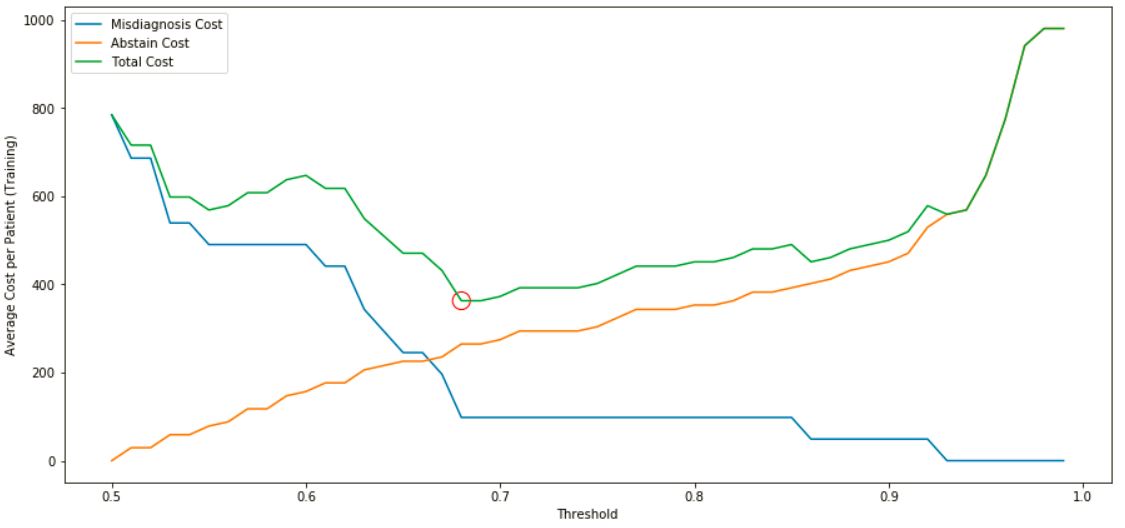 1000
800
600
400
200
0
Average Cost per Patient (Training)
Misdiagnosis Cost
Abstain Cost
Total Cost
0.5
0.6
0.7
0.8
0.9
1.0
Threshold